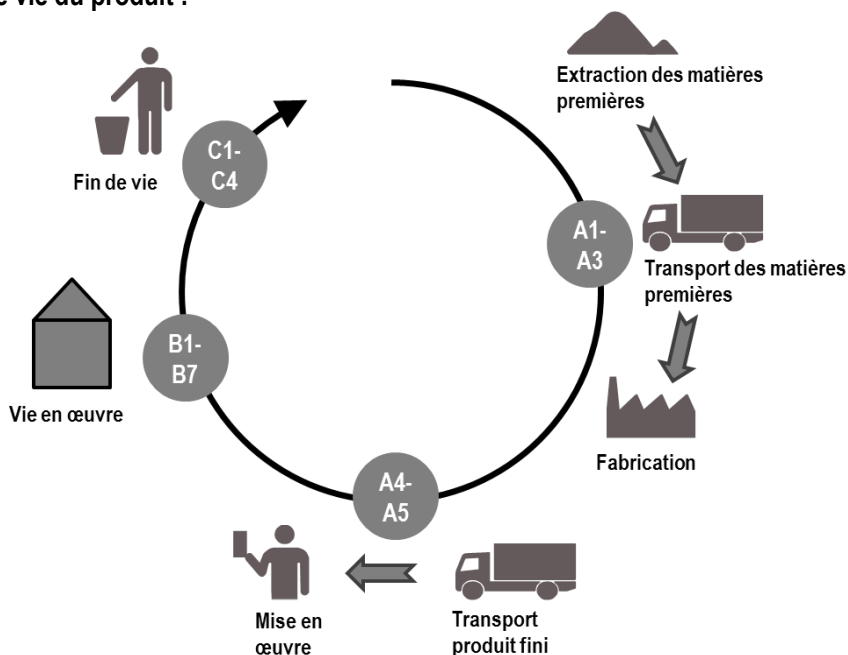 e vie du produit :
Extraction des matières
premières
A1-
A3
Transport des matières
premières
Fabrication
A4-
A5
Transport
produit fini
Mise en
œuvre
B1-
B7
Vie en œuvre
C1-
C4
Fin de vie